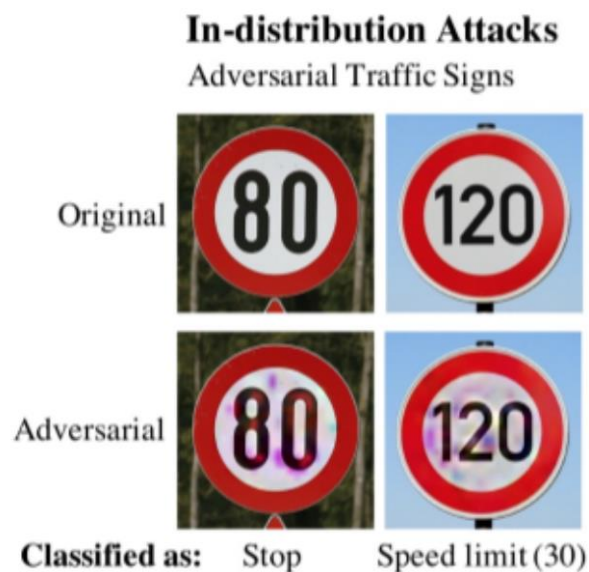 In-distribution Attacks
Adversarial Traffic Signs
Original
80
120
Adversarial
80
120
Classified as: Stop Speed limit (30)